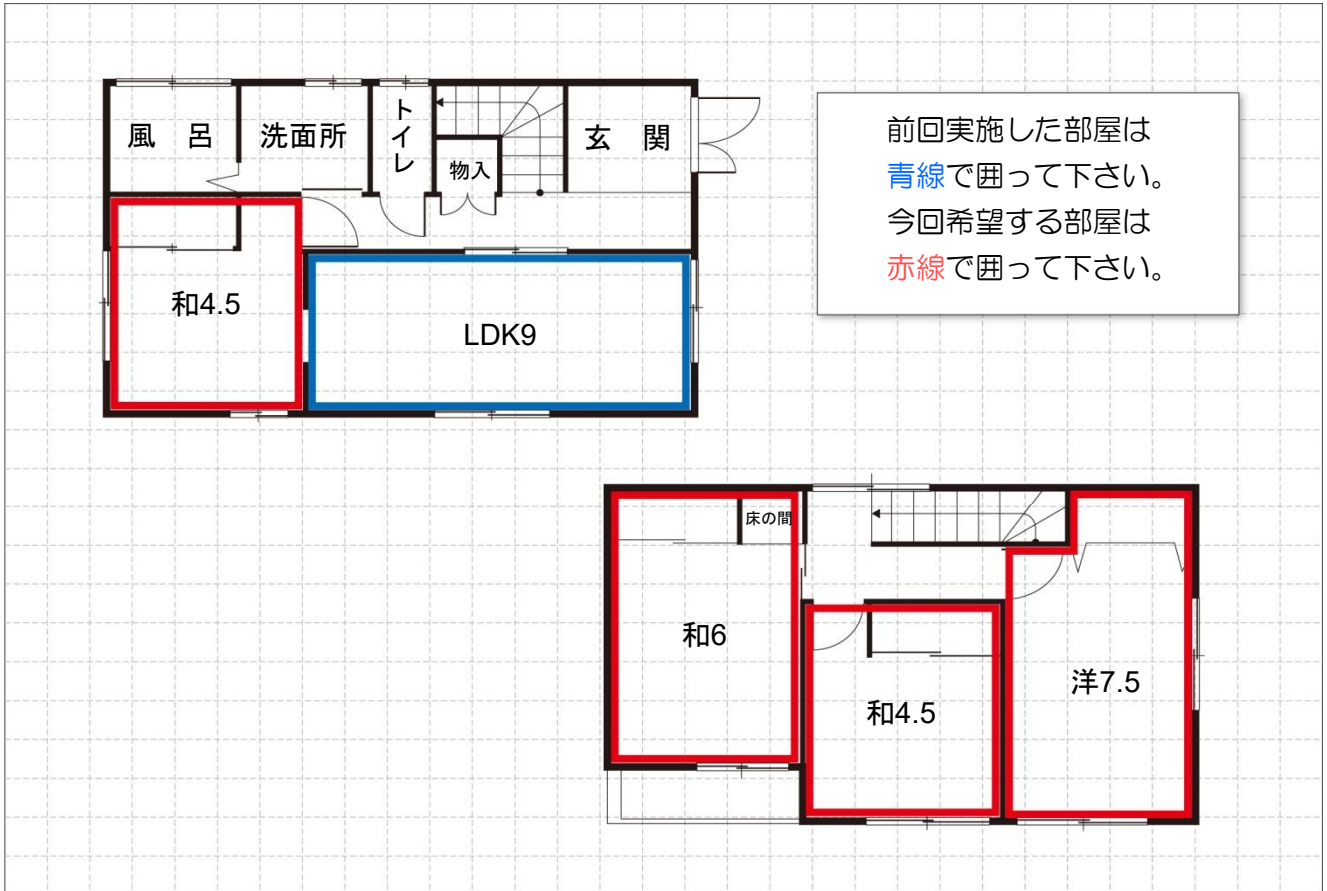 風 呂
洗面所
トイレ
物入
玄 関
前回実施した部屋は
青線で囲って下さい。
今回希望する部屋は
赤線で囲って下さい。
和4.5
LDK9
床の間
和6
和4.5
洋7.5